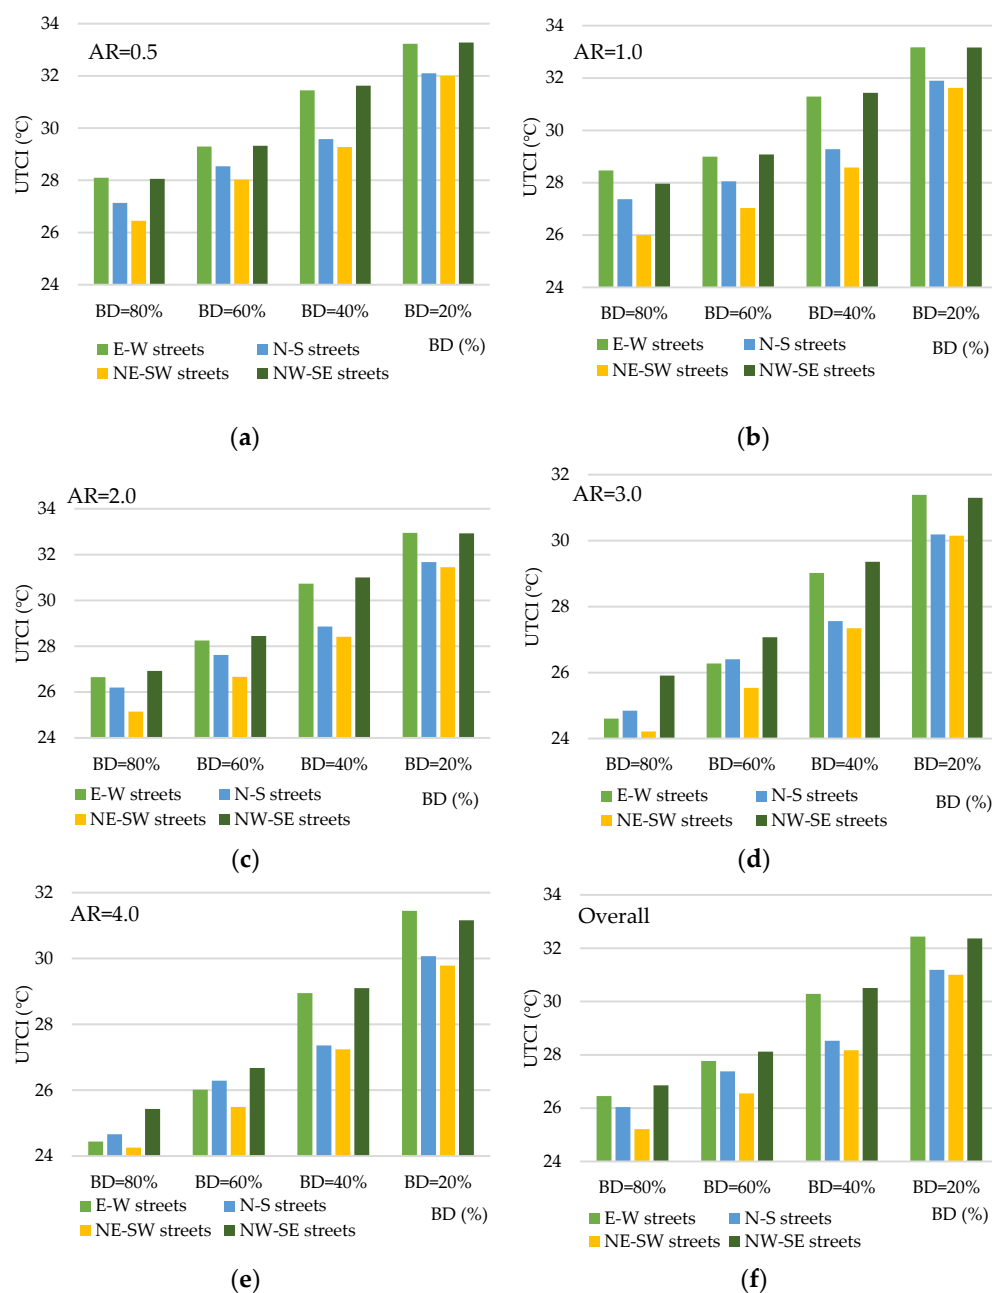 AR=0.5
UTCI (°C)
34
32
30
28
26
24
BD=80% BD=60% BD=40% BD=20%
BD (%)
E-W streets N-S streets
NE-SW streets NW-SE streets
(a)
AR=1.0
UTCI (°C)
34
32
30
28
26
24
BD=80% BD=60% BD=40% BD=20%
BD (%)
E-W streets N-S streets
NE-SW streets NW-SE streets
(b)
AR=2.0
UTCI (°C)
34
32
30
28
26
24
BD=80% BD=60% BD=40% BD=20%
BD (%)
E-W streets N-S streets
NE-SW streets NW-SE streets
(c)
AR=3.0
UTCI (°C)
32
30
28
26
24
BD=80% BD=60% BD=40% BD=20%
BD (%)
E-W streets N-S streets
NE-SW streets NW-SE streets
(d)
AR=4.0
UTCI (°C)
32
30
28
26
24
BD=80% BD=60% BD=40% BD=20%
BD (%)
E-W streets N-S streets
NE-SW streets NW-SE streets
(e)
Overall
UTCI (°C)
34
32
30
28
26
24
BD=80% BD=60% BD=40% BD=20%
BD (%)
E-W streets N-S streets
NE-SW streets NW-SE streets
(f)